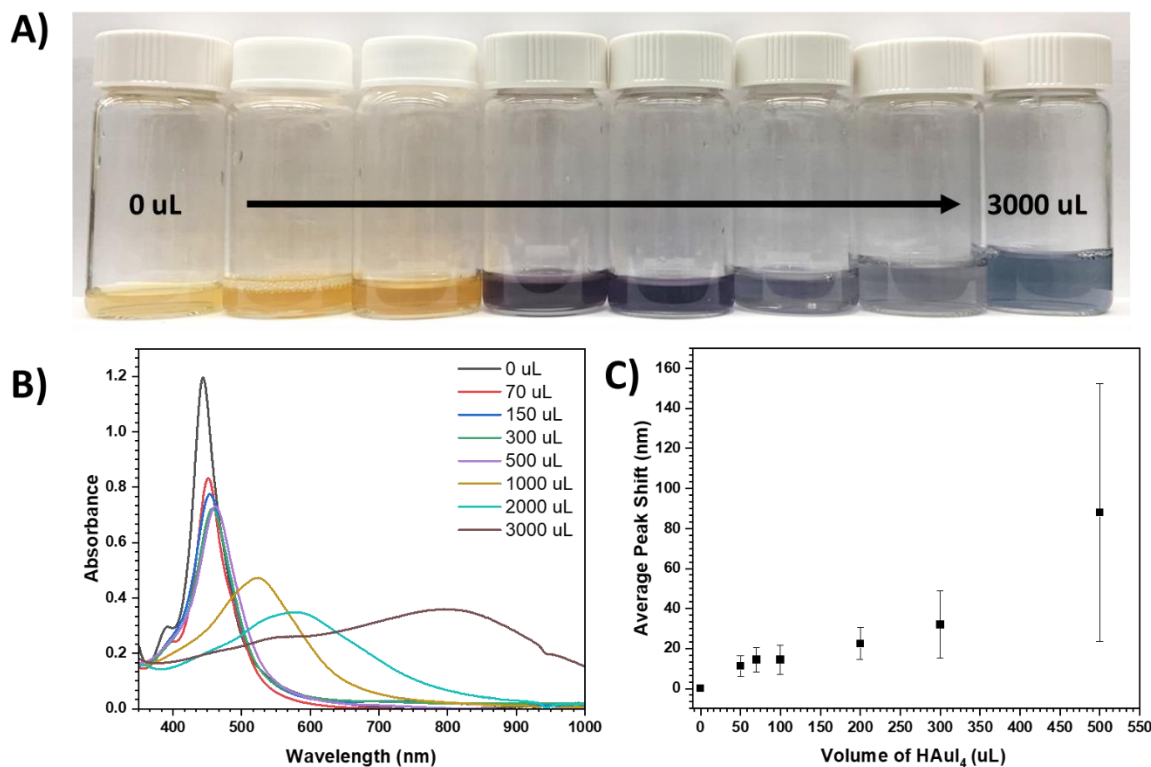 A)
0 uL
3000 uL
B)
0 uL
70 uL
150 uL
300 uL
500 uL
1000 uL
2000 uL
3000 uL
1.2
1.0
0.8
0.6
0.4
0.2
0.0
Absorbance
400 500 600 700 800 900 1000
Wavelength (nm)
C)
160
140
120
100
80
60
40
20
0
Average Peak Shift (nm)
0 50 100 150 200 250 300 350 400 450 500 550
Volume of HAuI₄ (uL)